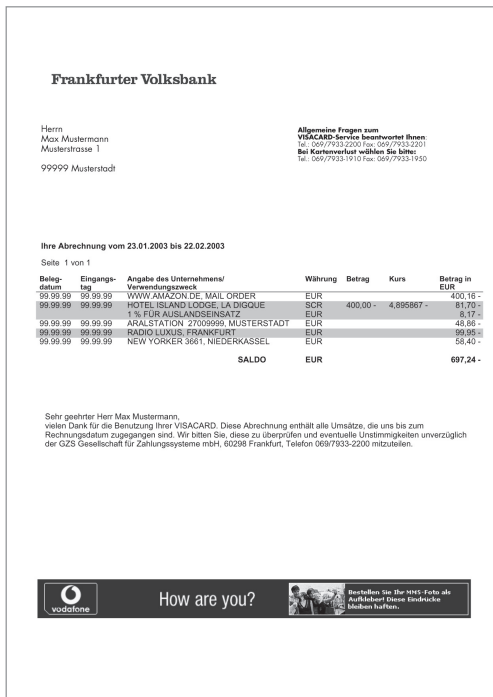 Frankfurter Volksbank
Herrn
Max Mustermann
Musterstrasse 1
99999 Musterstadt
Allgemeine Fragen zum
VISACARD-Service beantwortet Ihnen:
Tel.: 069/7933-2200 Fax: 069/7933-2201
Bei Kartenverlust wählen Sie bitte:
Tel.: 069/7933-1910 Fax: 069/7933-1950
Ihre Abrechnung vom 23.01.2003 bis 22.02.2003
Seite 1 von 1
Beleg- Eingangs- Angabe des Unternehmens/ Währung Betrag Kurs Betrag in
datum tag Verwendungszweck EUR
99.99.99 99.99.99 WWW.AMAZON.DE, MAIL ORDER EUR 400,16 -
99.99.99 99.99.99 HOTEL ISLAND LODGE, LA DIGQUE SCR 400,00 - 4,895867 - 81,70 -
1 % FÜR AUSLANDSEINSATZ EUR 8,17 -
99.99.99 99.99.99 ARALSTATION 27009999, MUSTERSTADT EUR 48,86 -
99.99.99 99.99.99 RADIO LUXUS, FRANKFURT EUR 99,95 -
99.99.99 99.99.99 NEW YORKER 3661, NIEDERKASSEL EUR 58,40 -
SALDO EUR 697,24 -
Sehr geehrter Herr Max Mustermann,
vielen Dank für die Benutzung Ihrer VISACARD. Diese Abrechnung enthält alle Umsätze, die uns bis zum
Rechnungsdatum zugegangen sind. Wir bitten Sie, diese zu überprüfen und eventuelle Unstimmigkeiten unverzüglich
der GZS Gesellschaft für Zahlungssysteme mbH, 60298 Frankfurt, Telefon 069/7933-2200 mitzuteilen.
vodafone
How are you?
Bestellen Sie Ihr MMS-Foto als
Aufkleber! Diese Eindrücke
bleiben haften.